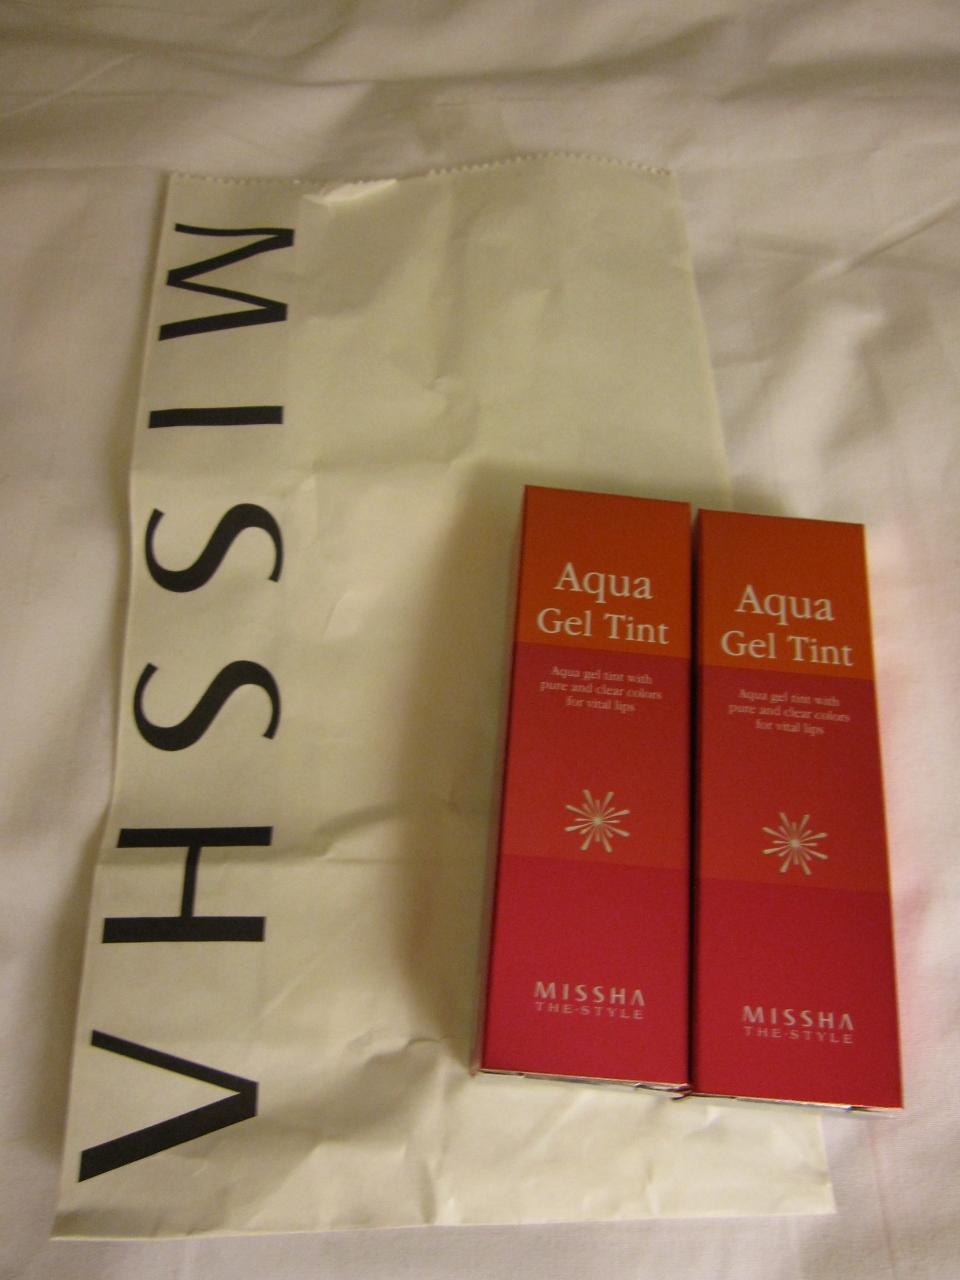 MISSHA
Aqua
Gel Tint
Aqua gel tint with
pure and clear colors
for vital lips
MISSHA
THE·STYLE
Aqua
Gel Tint
Aqua gel tint with
pure and clear colors
for vital lips
MISSHA
THE·STYLE